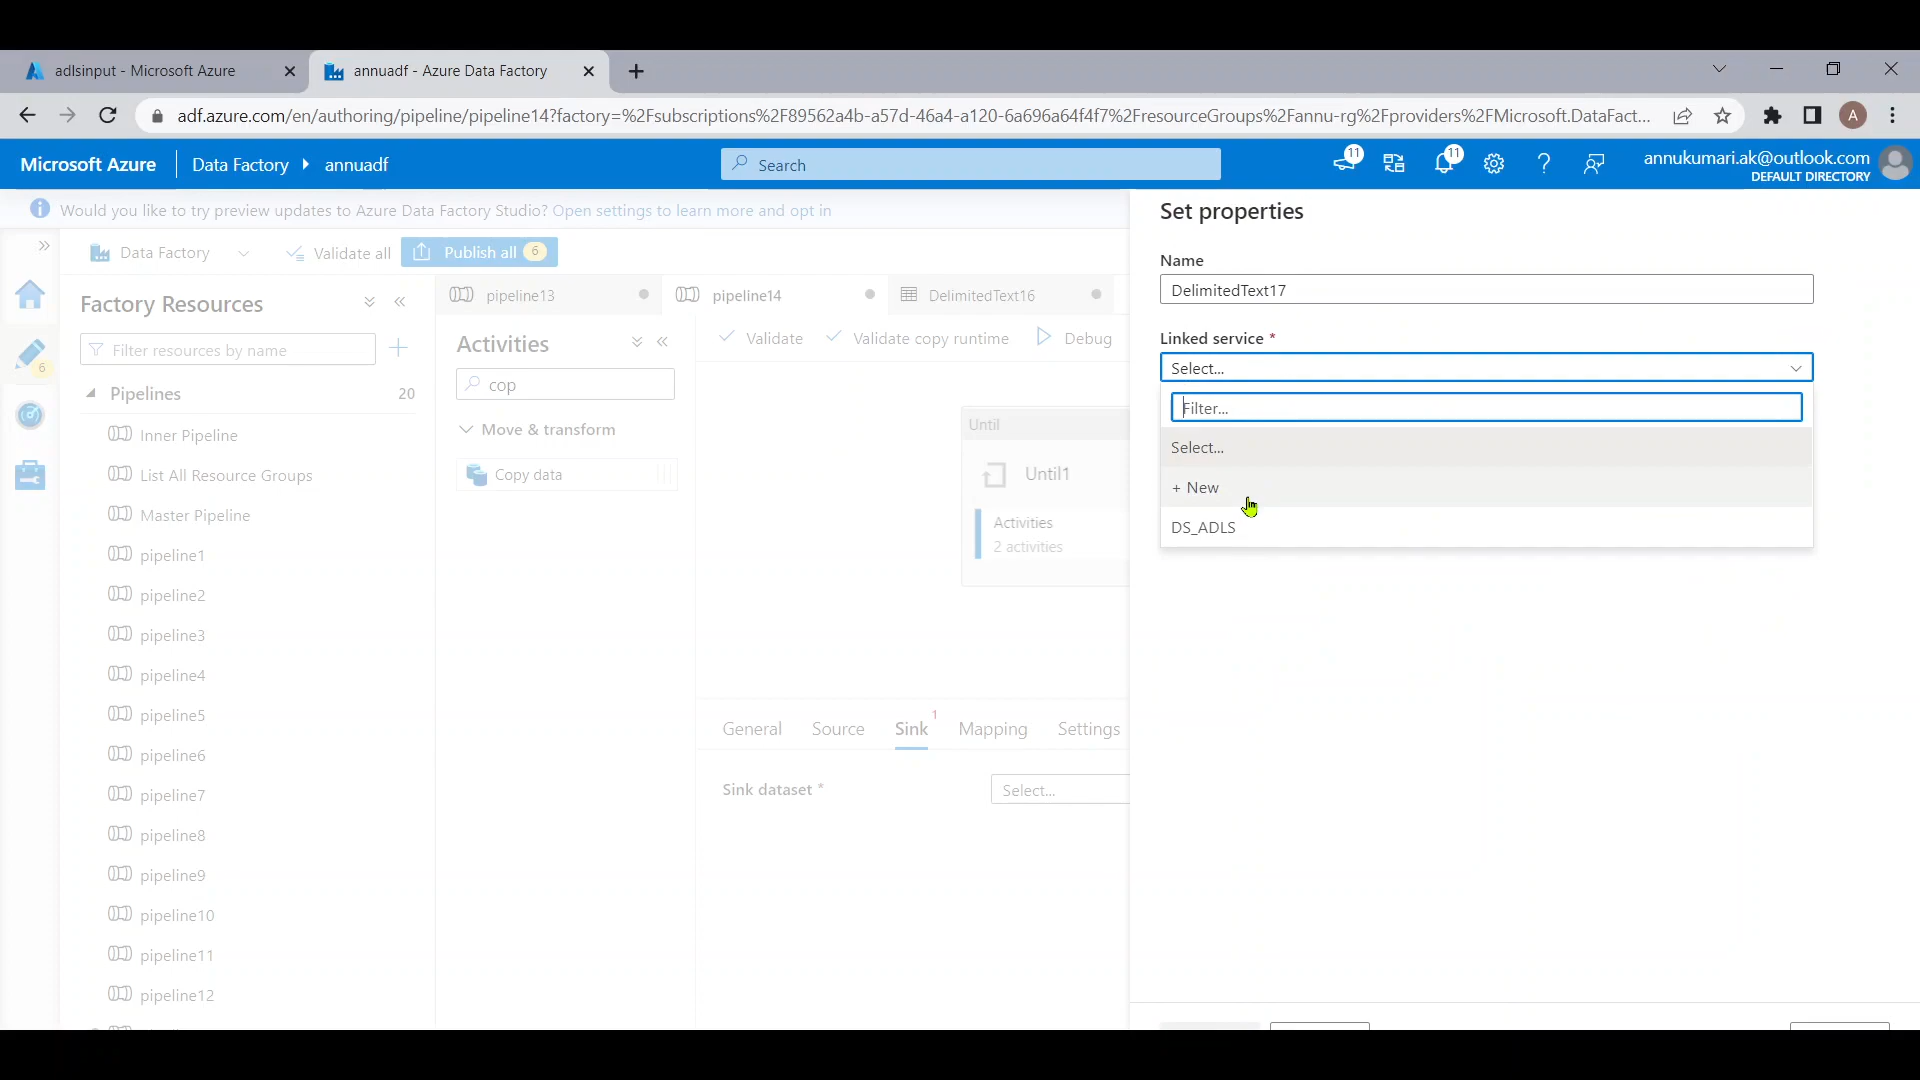 adlsinput - Microsoft Azure
annuadf - Azure Data Factory
adf.azure.com/en/authoring/pipeline/pipeline14?factory=%2Fsubscriptions%2F89562a4b-a57d-46a4-a120-6a696a64f4f7%2FresourceGroups%2Fannu-rg%2Fproviders%2FMicrosoft.DataFact...
A
Microsoft Azure
Data Factory
annuadf
Search
11
11
annukumari.ak@outlook.com
DEFAULT DIRECTORY
Would you like to try preview updates to Azure Data Factory Studio? Open settings to learn more and opt in
Data Factory
Validate all
Publish all 6
6
Factory Resources
Filter resources by name
Pipelines 20
Inner Pipeline
List All Resource Groups
Master Pipeline
pipeline1
pipeline2
pipeline3
pipeline4
pipeline5
pipeline6
pipeline7
pipeline8
pipeline9
pipeline10
pipeline11
pipeline12
pipeline13
pipeline14
DelimitedText16
Activities
cop
Move & transform
Copy data
Validate
Validate copy runtime
Debug
Until
Until1
Activities
2 activities
General
Source
Sink 1
Mapping
Settings
Sink dataset *
Select...
Set properties
Name
DelimitedText17
Linked service *
Select...
Filter...
Select...
+ New
DS_ADLS